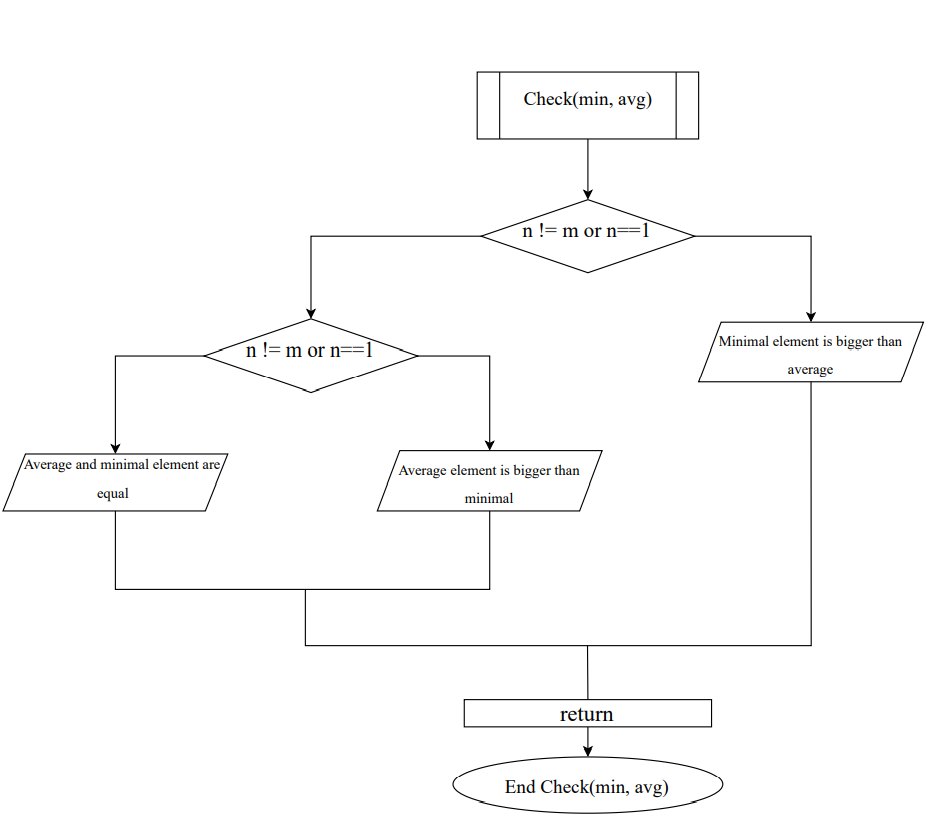 Check(min, avg)
n != m or n==1
n != m or n==1
Minimal element is bigger than
average
Average and minimal element are
equal
Average element is bigger than
minimal
return
End Check(min, avg)